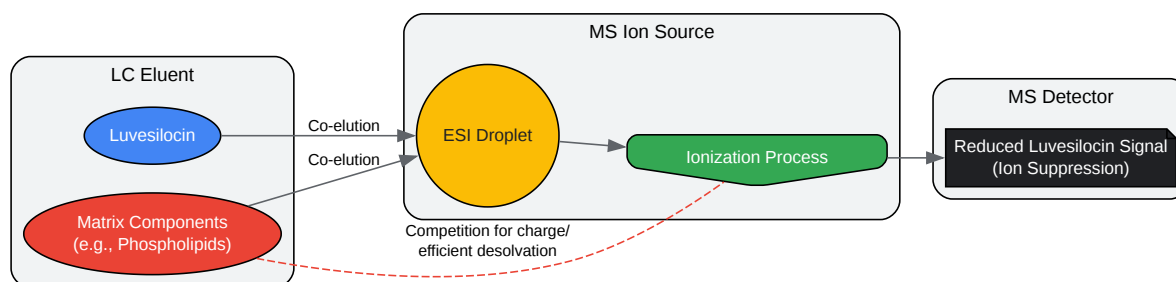 LC Eluent
Luvesilocin
Matrix Components
(e.g., Phospholipids)
Co-elution
Co-elution
MS Ion Source
ESI Droplet
Ionization Process
Competition for charge/
efficient desolvation
MS Detector
Reduced Luvesilocin Signal
(Ion Suppression)